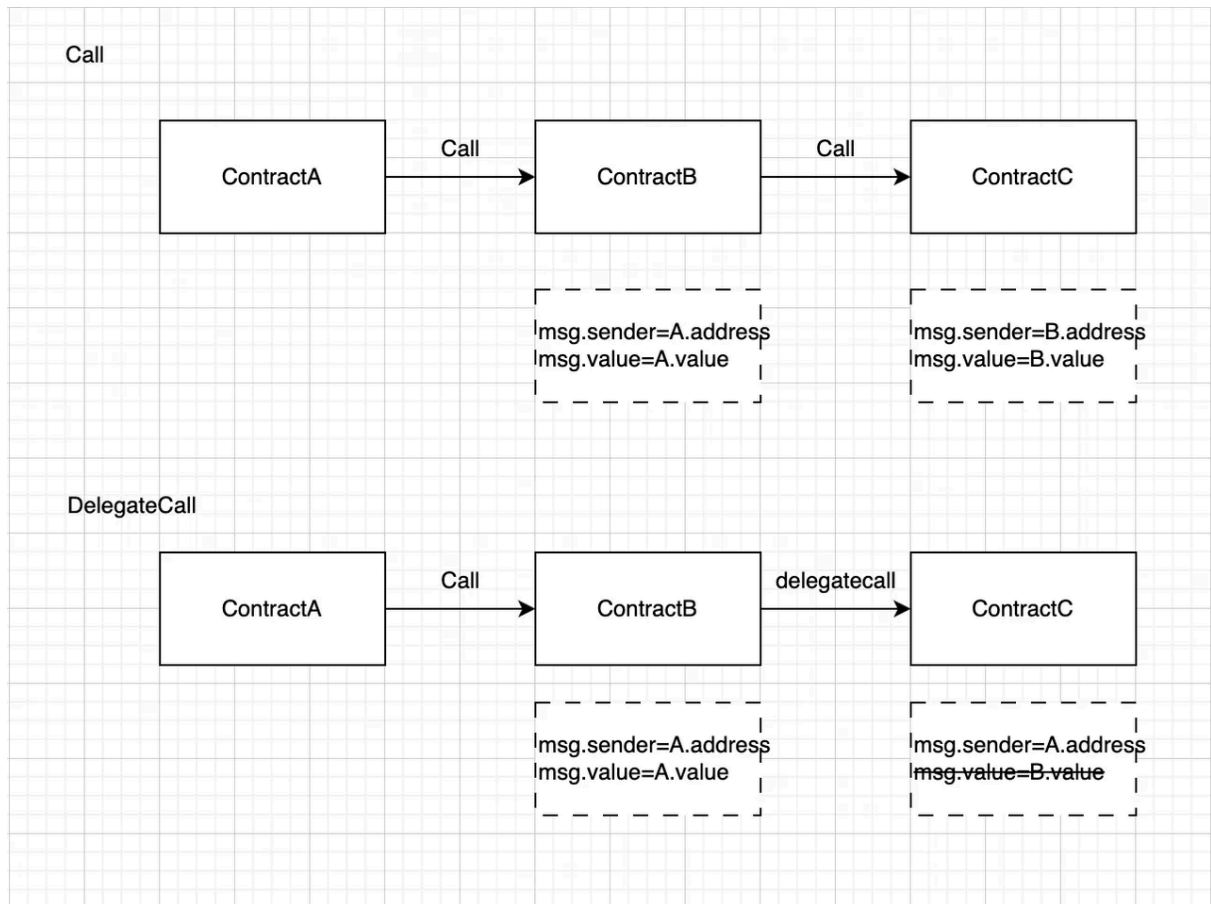 Call
ContractA
Call
ContractB
Call
ContractC
msg.sender=A.address
msg.value=A.value
msg.sender=B.address
msg.value=B.value
DelegateCall
ContractA
Call
ContractB
delegatecall
ContractC
msg.sender=A.address
msg.value=A.value
msg.sender=A.address
msg.value=B.value